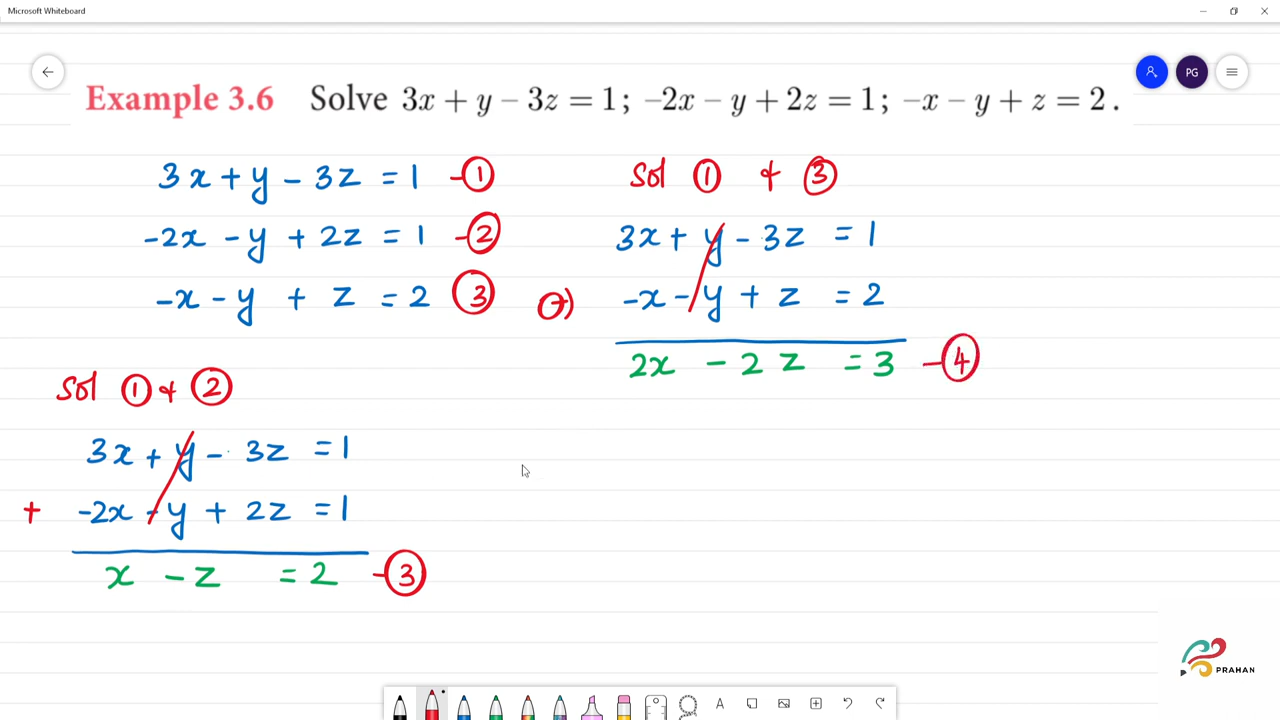 Microsoft Whiteboard
PG
Example 3.6 Solve 3x + y – 3z = 1; –2x – y + 2z = 1; –x – y + z = 2.
3x + y - 3z = 1 -①
-2x - y + 2z = 1 -②
-x - y + z = 2 ③
Sol ① & ②
3x + y - 3z = 1
+ -2x - y + 2z = 1
x - z = 2 -③
Sol ① & ③
3x + y - 3z = 1
+) -x - y + z = 2
2x - 2z = 3 -④
A
PRAHAN